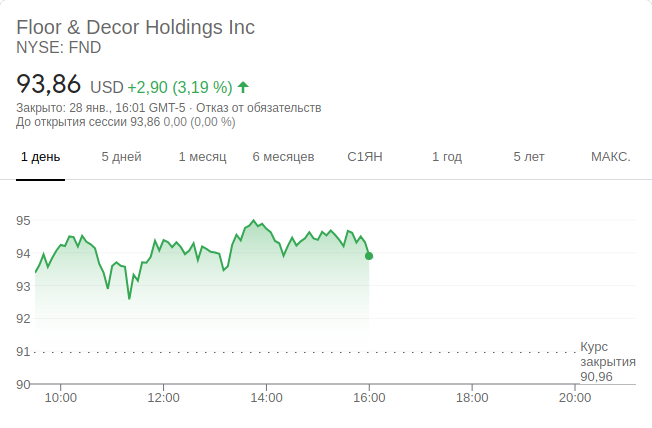 Floor & Decor Holdings Inc
NYSE: FND
93,86 USD +2,90 (3,19 %)
Закрыто: 28 янв., 16:01 GMT-5 · Отказ от обязательств
До открытия сессии 93,86 0,00 (0,00 %)
1 день 5 дней 1 месяц 6 месяцев С1ЯН 1 год 5 лет МАКС.
95
94
93
92
91
90
Курс
закрытия
90,96
10:00 12:00 14:00 16:00 18:00 20:00